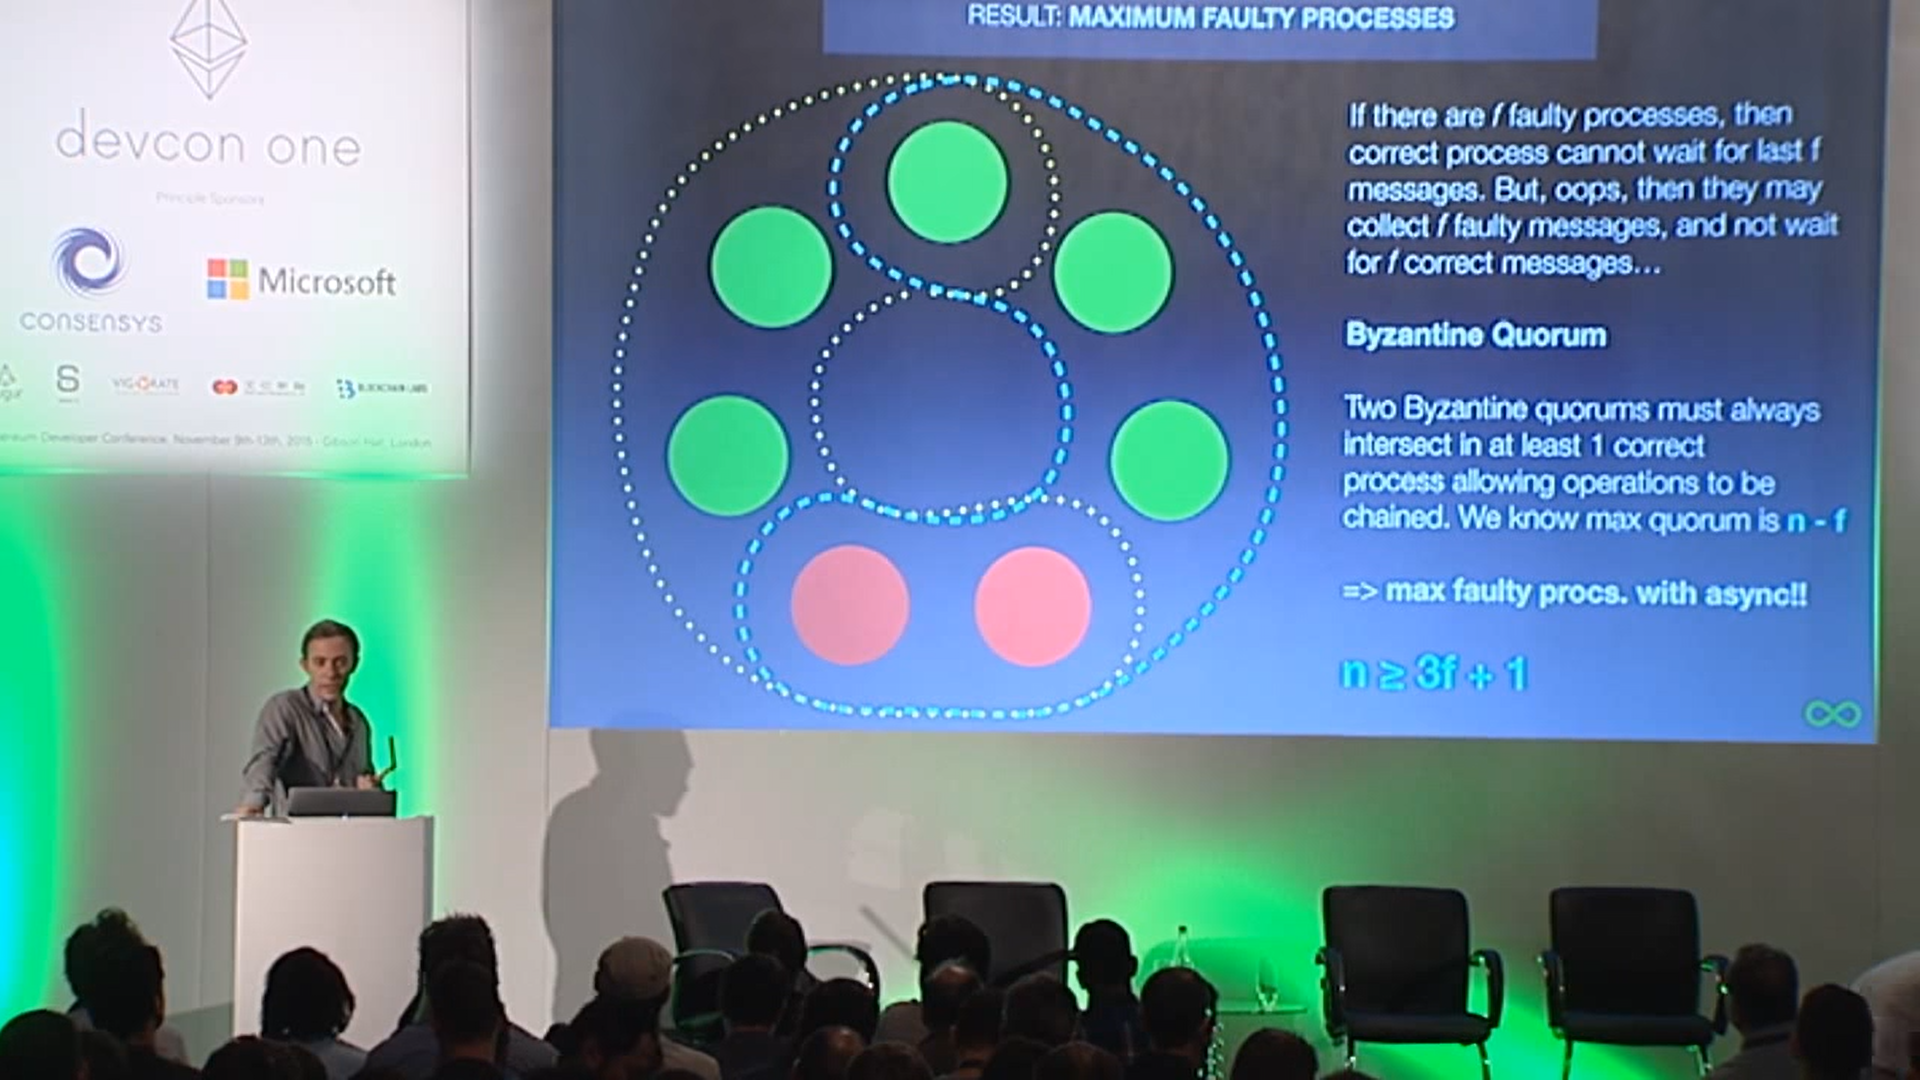 devcon one
Principle Sponsors
CONSENSYS
Microsoft
S
VIGORATE
BLOCKCHAIN LABS
Developer Conference, November 9th-13th, 2015 - Gibson Hall, London
RESULT: MAXIMUM FAULTY PROCESSES
If there are f faulty processes, then
correct process cannot wait for last f
messages. But, oops, then they may
collect f faulty messages, and not wait
for f correct messages...
Byzantine Quorum
Two Byzantine quorums must always
intersect in at least 1 correct
process allowing operations to be
chained. We know max quorum is n - f
=> max faulty procs. with async!!
n ≥ 3f + 1